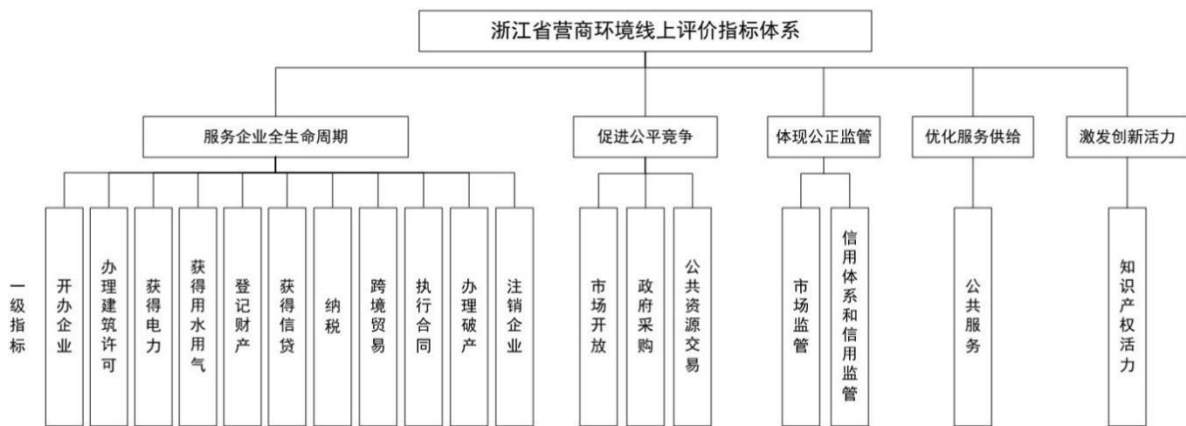 浙江省营商环境线上评价指标体系
服务企业全生命周期
促进公平竞争
体现公正监管
优化服务供给
激发创新活力
一级指标
开办企业
办理建筑许可
获得电力
获得用水用气
登记财产
获得信贷
纳税
跨境贸易
执行合同
办理破产
注销企业
市场开放
政府采购
公共资源交易
市场监管
信用体系和信用监管
公共服务
知识产权活力